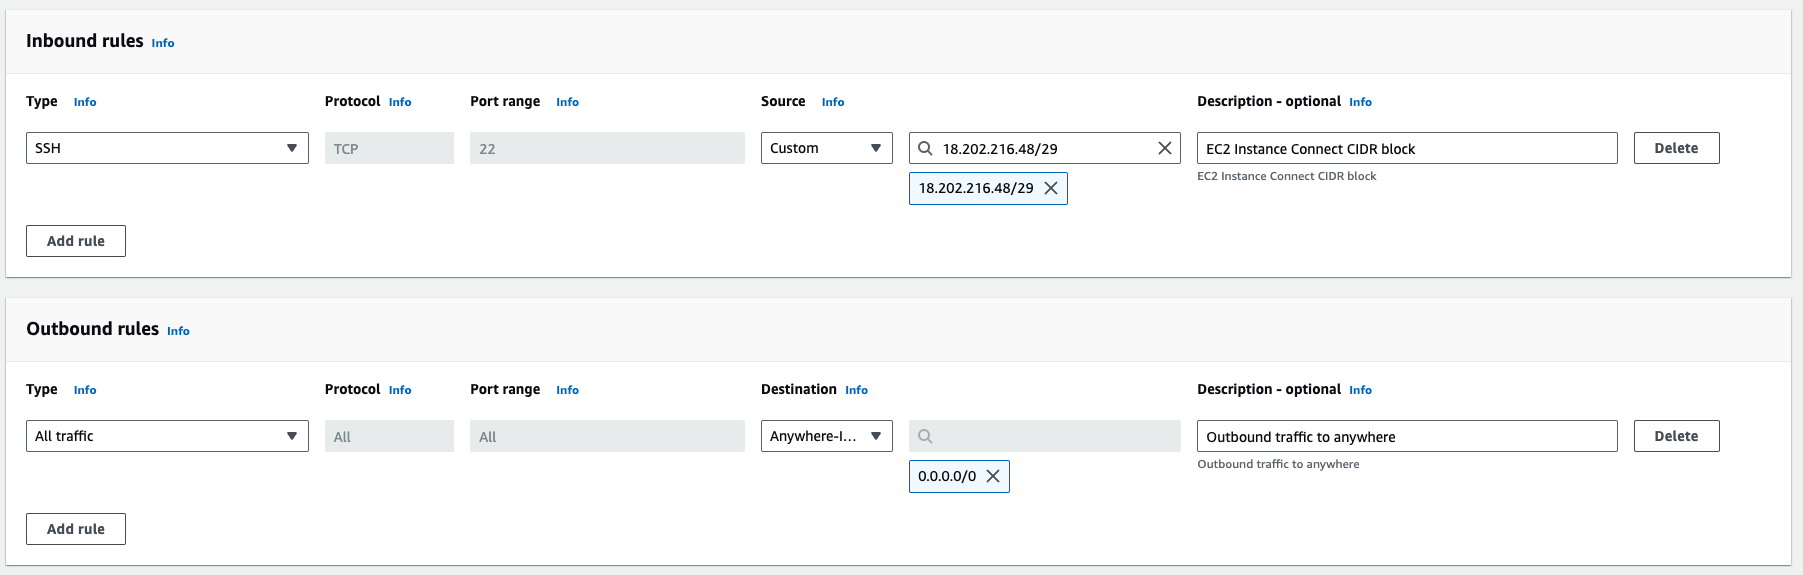 Inbound rules Info
Type Info Protocol Info Port range Info Source Info Description - optional Info
SSH TCP 22 Custom 18.202.216.48/29 EC2 Instance Connect CIDR block Delete
18.202.216.48/29 EC2 Instance Connect CIDR block
Add rule
Outbound rules Info
Type Info Protocol Info Port range Info Destination Info Description - optional Info
All traffic All All Anywhere-I... Outbound traffic to anywhere Delete
0.0.0.0/0 Outbound traffic to anywhere
Add rule